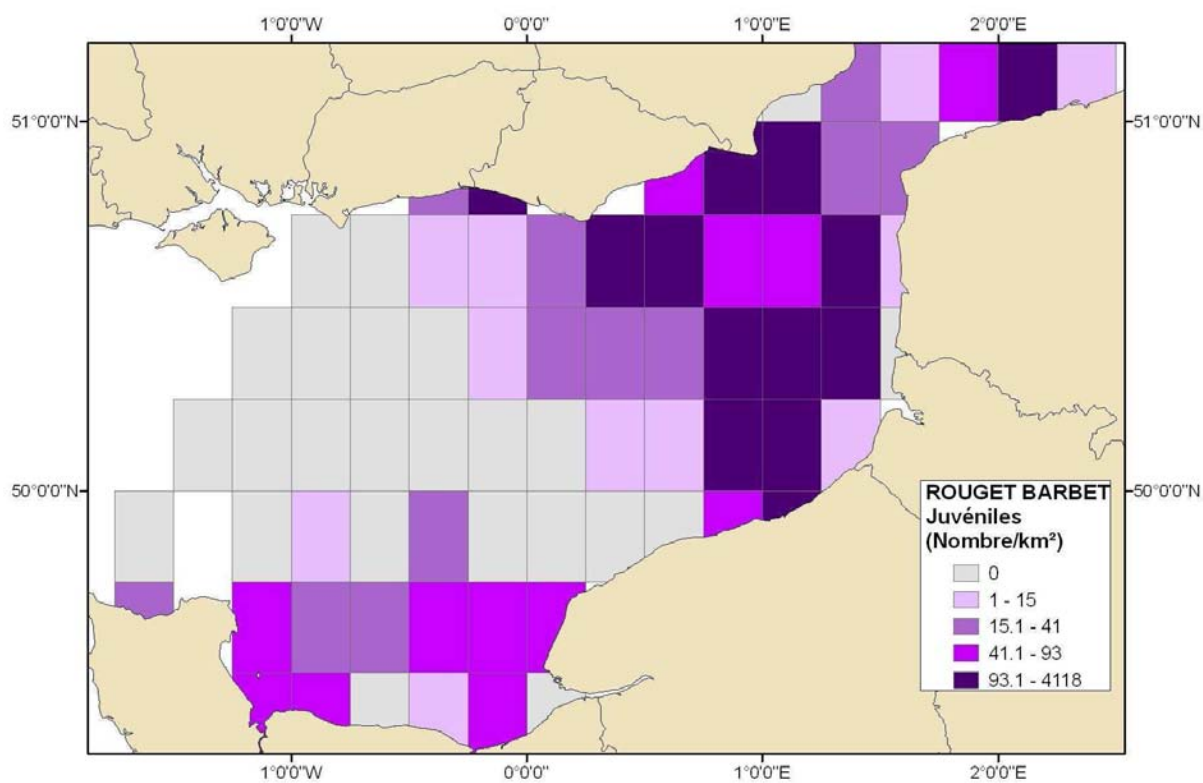 1°0'0"W 0°0'0" 1°0'0"E 2°0'0"E
51°0'0"N 51°0'0"N
50°0'0"N 50°0'0"N
ROUGET BARBET
Juvéniles
(Nombre/km²)
0
1 - 15
15.1 - 41
41.1 - 93
93.1 - 4118
1°0'0"W 0°0'0" 1°0'0"E 2°0'0"E